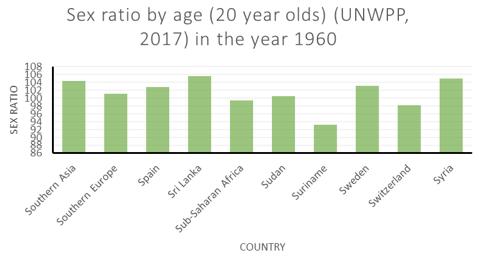 Sex ratio by age (20 year olds) (UNWPP,
2017) in the year 1960
SEX RATIO
108
106
104
102
100
98
96
94
92
90
88
86
Southern Asia
Southern Europe
Spain
Sri Lanka
Sub-Saharan Africa
Sudan
Suriname
Sweden
Switzerland
Syria
COUNTRY